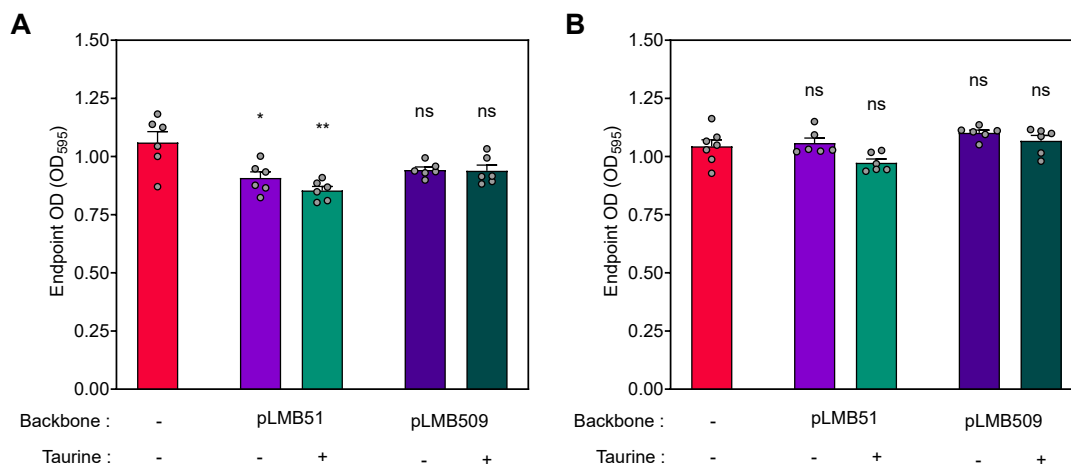 A
Endpoint OD (OD595)
1.50
1.25
1.00
0.75
0.50
0.25
0.00
*
**
ns
ns
Backbone :
-
pLMB51
pLMB509
Taurine :
-
-
+
-
+
B
Endpoint OD (OD595)
1.50
1.25
1.00
0.75
0.50
0.25
0.00
ns
ns
ns
ns
Backbone :
-
pLMB51
pLMB509
Taurine :
-
-
+
-
+